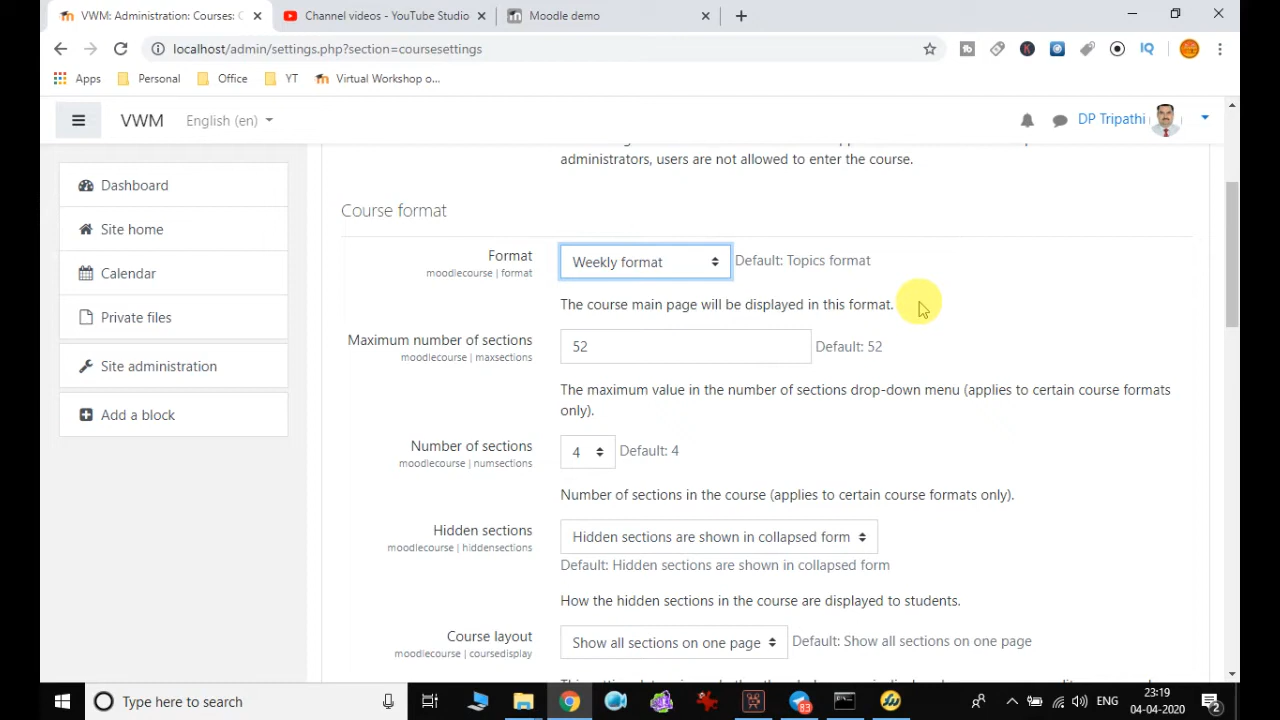 VWM: Administration: Courses: C
Channel videos - YouTube Studio
Moodle demo
localhost/admin/settings.php?section=coursesettings
Apps
Personal
Office
YT
Virtual Workshop o...
VWM
English (en)
DP Tripathi
Dashboard
Site home
Calendar
Private files
Site administration
Add a block
administrators, users are not allowed to enter the course.
Course format
Format
moodlecourse | format
Weekly format
Default: Topics format
The course main page will be displayed in this format.
Maximum number of sections
moodlecourse | maxsections
52
Default: 52
The maximum value in the number of sections drop-down menu (applies to certain course formats
only).
Number of sections
moodlecourse | numsections
4
Default: 4
Number of sections in the course (applies to certain course formats only).
Hidden sections
moodlecourse | hiddensections
Hidden sections are shown in collapsed form
Default: Hidden sections are shown in collapsed form
How the hidden sections in the course are displayed to students.
Course layout
moodlecourse | coursedisplay
Show all sections on one page
Default: Show all sections on one page
Type here to search
83
ENG
23:19
04-04-2020
2